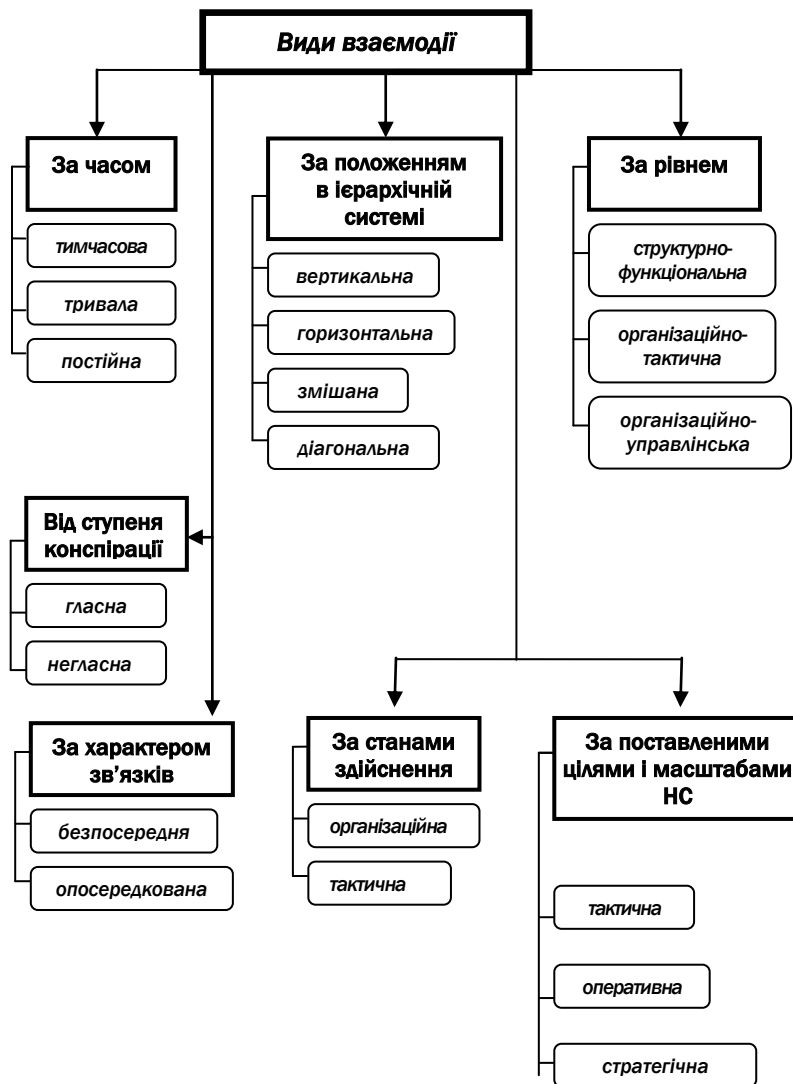 Види взаємодії
За часом
тимчасова
тривала
постійна
За положенням
в ієрархічній
системі
вертикальна
горизонтальна
змішана
діагональна
За рівнем
структурно-
функціональна
організаційно-
тактична
організаційно-
управлінська
Від ступеня
конспірації
гласна
негласна
За характером
зв’язків
безпосередня
опосередкована
За станами
здійснення
організаційна
тактична
За поставленими
цілями і масштабами
НС
тактична
оперативна
стратегічна